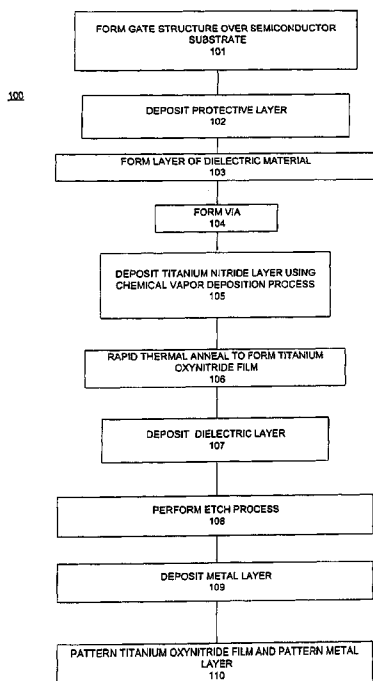 FORM GATE STRUCTURE OVER SEMICONDUCTOR
SUBSTRATE
101
100
DEPOSIT PROTECTIVE LAYER
102
FORM LAYER OF DIELECTRIC MATERIAL
103
FORM VIA
104
DEPOSIT TITANIUM NITRIDE LAYER USING
CHEMICAL VAPOR DEPOSITION PROCESS
105
RAPID THERMAL ANNEAL TO FORM TITANIUM
OXYNITRIDE FILM
106
DEPOSIT DIELECTRIC LAYER
107
PERFORM ETCH PROCESS
108
DEPOSIT METAL LAYER
109
PATTERN TITANIUM OXYNITRIDE FILM AND PATTERN METAL
LAYER
110